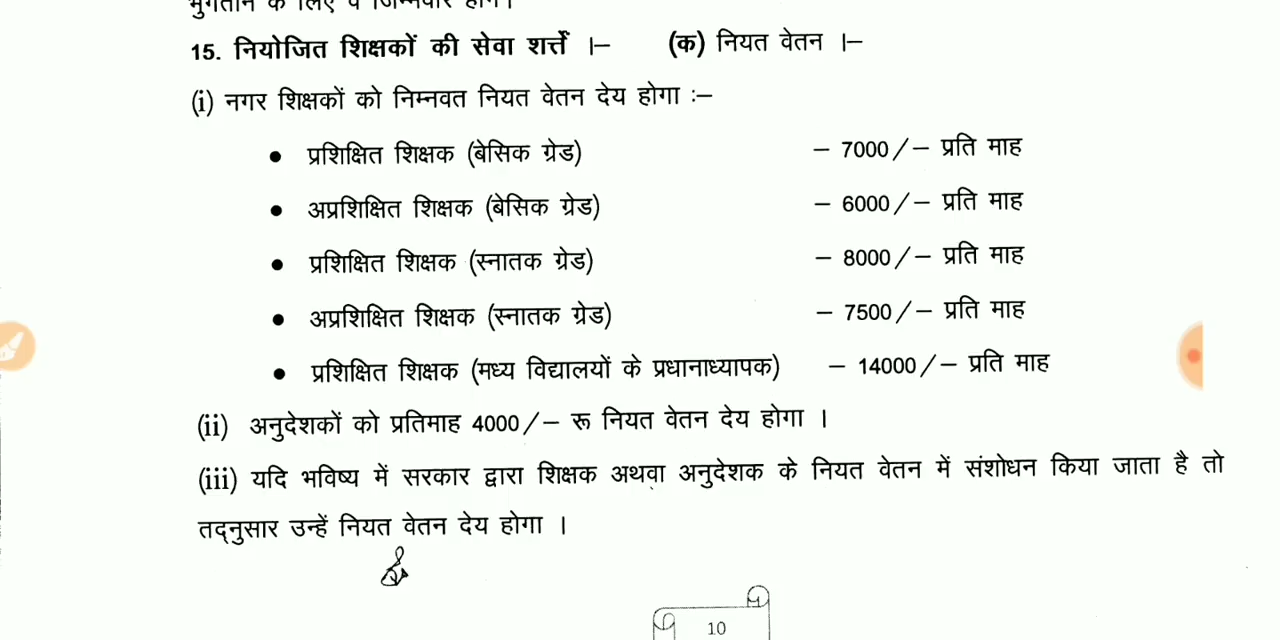 भुगतान के लिए वे जिम्मेवार होंगे।
15. नियोजित शिक्षकों की सेवा शर्त्तें ।– (क) नियत वेतन ।–
(i) नगर शिक्षकों को निम्नवत नियत वेतन देय होगा :–
• प्रशिक्षित शिक्षक (बेसिक ग्रेड) – 7000/– प्रति माह
• अप्रशिक्षित शिक्षक (बेसिक ग्रेड) – 6000/– प्रति माह
• प्रशिक्षित शिक्षक (स्नातक ग्रेड) – 8000/– प्रति माह
• अप्रशिक्षित शिक्षक (स्नातक ग्रेड) – 7500/– प्रति माह
• प्रशिक्षित शिक्षक (मध्य विद्यालयों के प्रधानाध्यापक) – 14000/– प्रति माह
(ii) अनुदेशकों को प्रतिमाह 4000/– रू नियत वेतन देय होगा ।
(iii) यदि भविष्य में सरकार द्वारा शिक्षक अथवा अनुदेशक के नियत वेतन में संशोधन किया जाता है तो
तद्नुसार उन्हें नियत वेतन देय होगा ।
10